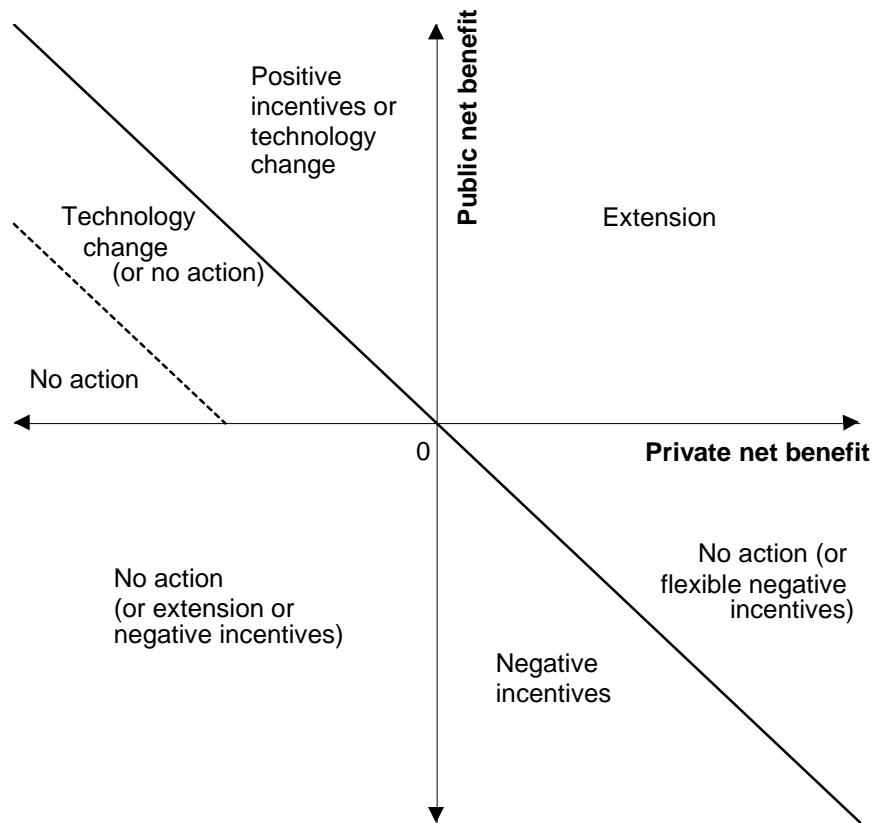 Public net benefit
Positive
incentives or
technology
change
Extension
Technology
change
(or no action)
No action
0
Private net benefit
No action (or
flexible negative
incentives)
No action
(or extension or
negative incentives)
Negative
incentives